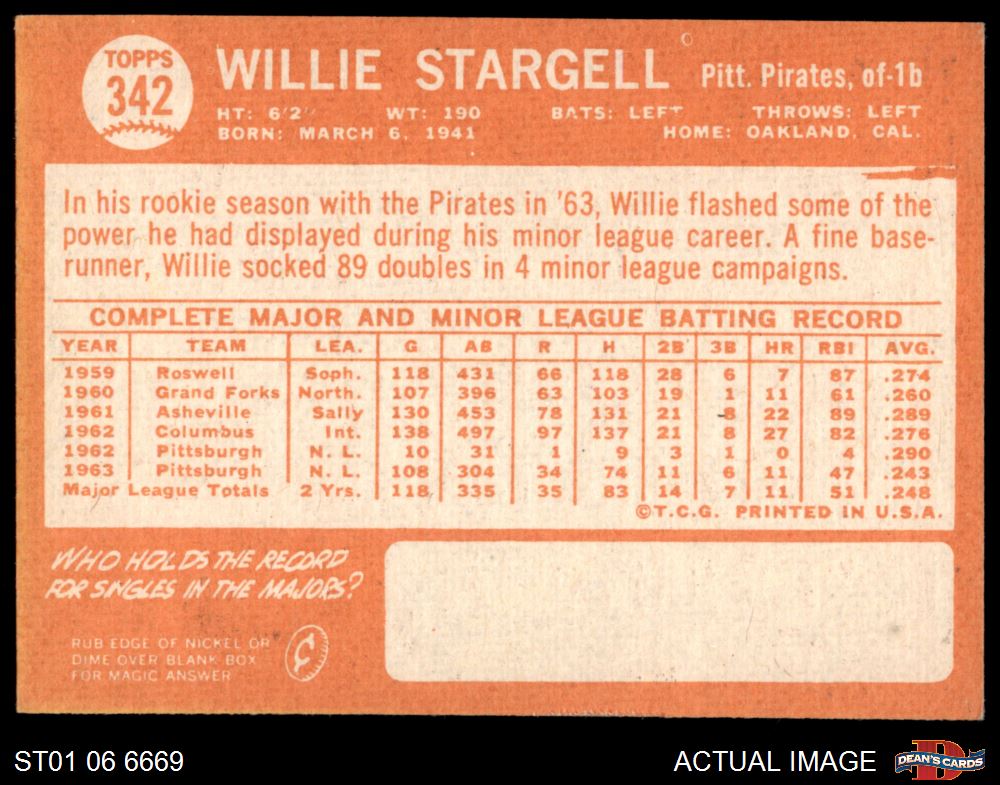 TOPPS
342
WILLIE STARGELL Pitt. Pirates, of-1b
HT: 6'2" WT: 190 BATS: LEFT THROWS: LEFT
BORN: MARCH 6, 1941 HOME: OAKLAND, CAL.
In his rookie season with the Pirates in '63, Willie flashed some of the
power he had displayed during his minor league career. A fine base-
runner, Willie socked 89 doubles in 4 minor league campaigns.
COMPLETE MAJOR AND MINOR LEAGUE BATTING RECORD
YEAR TEAM LEA. G AB R H 2B 3B HR RBI AVG.
1959 Roswell Soph. 118 431 66 118 28 6 7 87 .274
1960 Grand Forks North. 107 396 63 103 19 1 11 61 .260
1961 Asheville Sally 130 453 78 131 21 8 22 89 .289
1962 Columbus Int. 138 497 97 137 21 8 27 82 .276
1962 Pittsburgh N. L. 10 31 1 9 3 1 0 4 .290
1963 Pittsburgh N. L. 108 304 34 74 11 6 11 47 .243
Major League Totals 2 Yrs. 118 335 35 83 14 7 11 51 .248
©T.C.G. PRINTED IN U.S.A.
WHO HOLDS THE RECORD
FOR SINGLES IN THE MAJORS?
RUB EDGE OF NICKEL OR
DIME OVER BLANK BOX
FOR MAGIC ANSWER
ST01 06 6669 ACTUAL IMAGE DEAN'S CARDS